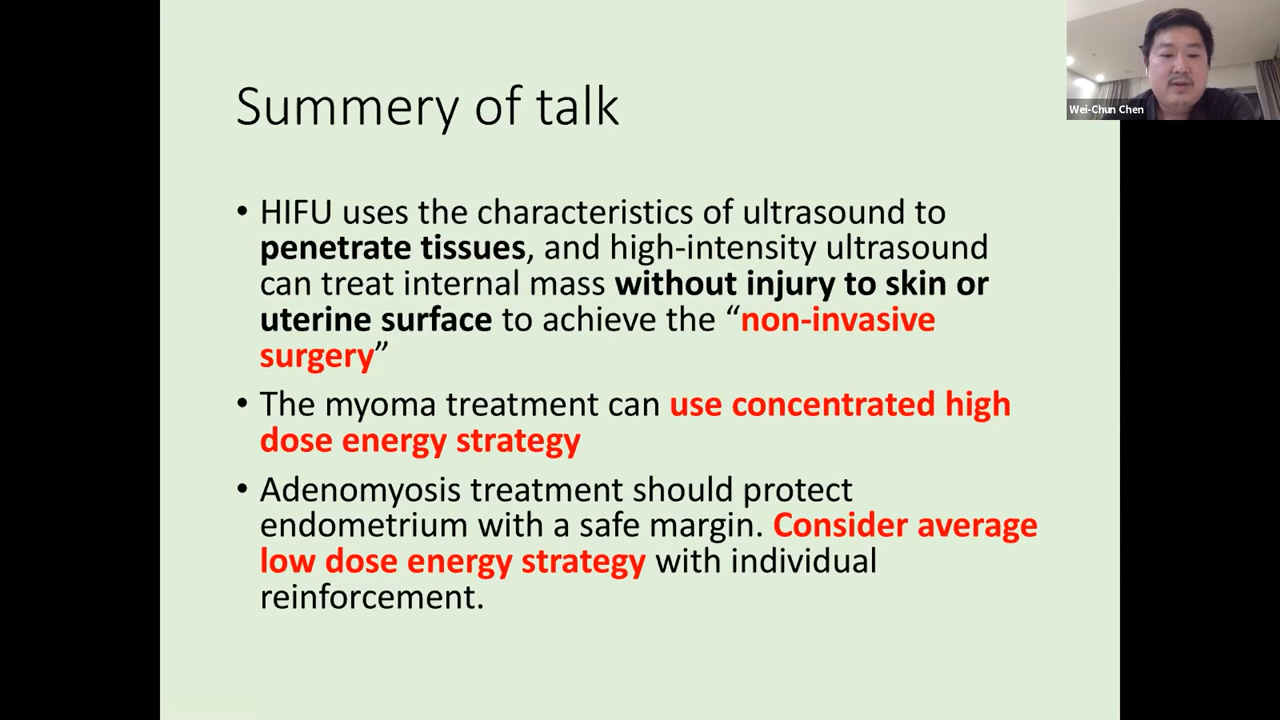 Summery of talk
• HIFU uses the characteristics of ultrasound to
penetrate tissues, and high-intensity ultrasound
can treat internal mass without injury to skin or
uterine surface to achieve the “non-invasive
surgery”
• The myoma treatment can use concentrated high
dose energy strategy
• Adenomyosis treatment should protect
endometrium with a safe margin. Consider average
low dose energy strategy with individual
reinforcement.
Wei-Chun Chen